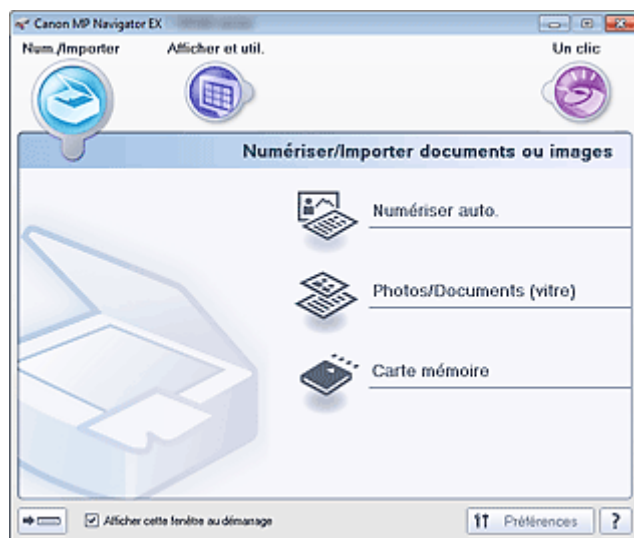 Canon MP Navigator EX
Num./Importer
Afficher et util.
Un clic
Numériser/Importer documents ou images
Numériser auto.
Photos/Documents (vitre)
Carte mémoire
Afficher cette fenêtre au démarrage
Préférences
?